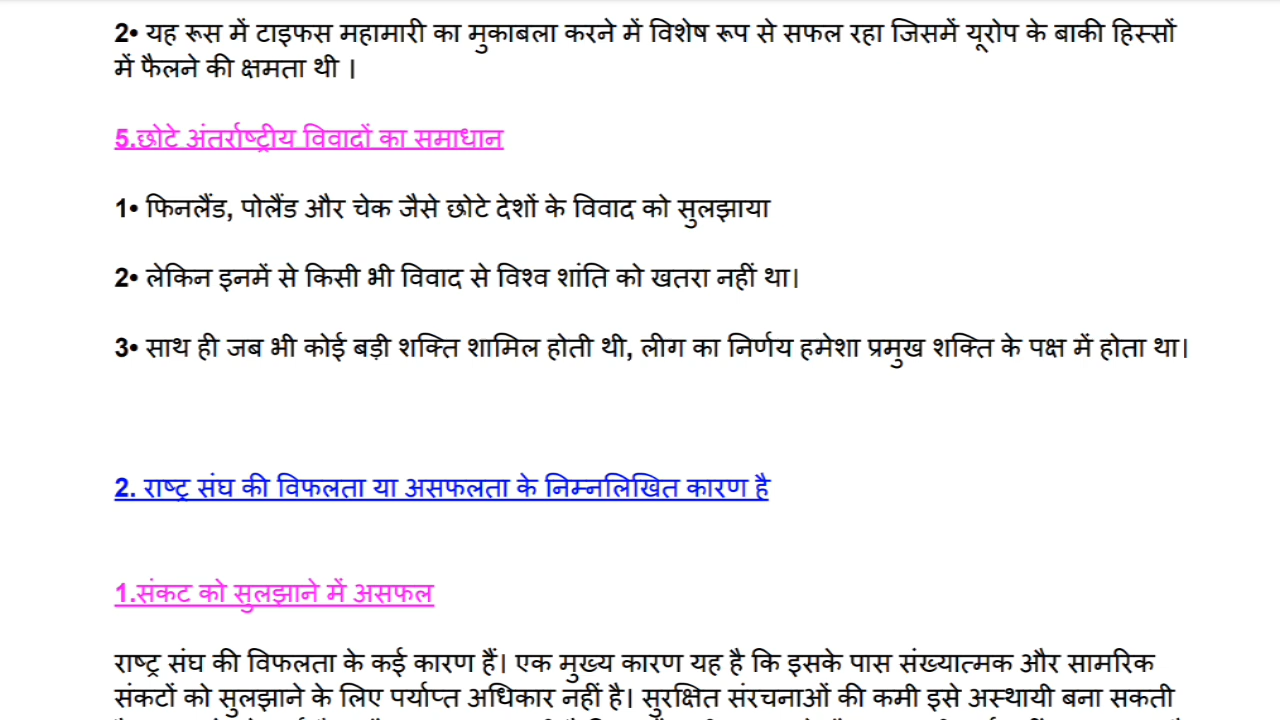 2• यह रूस में टाइफस महामारी का मुकाबला करने में विशेष रूप से सफल रहा जिसमें यूरोप के बाकी हिस्सों
में फैलने की क्षमता थी ।
5.छोटे अंतर्राष्ट्रीय विवादों का समाधान
1• फिनलैंड, पोलैंड और चेक जैसे छोटे देशों के विवाद को सुलझाया
2• लेकिन इनमें से किसी भी विवाद से विश्व शांति को खतरा नहीं था।
3• साथ ही जब भी कोई बड़ी शक्ति शामिल होती थी, लीग का निर्णय हमेशा प्रमुख शक्ति के पक्ष में होता था।
2. राष्ट्र संघ की विफलता या असफलता के निम्नलिखित कारण है
1.संकट को सुलझाने में असफल
राष्ट्र संघ की विफलता के कई कारण हैं। एक मुख्य कारण यह है कि इसके पास संख्यात्मक और सामरिक
संकटों को सुलझाने के लिए पर्याप्त अधिकार नहीं है। सुरक्षित संरचनाओं की कमी इसे अस्थायी बना सकती